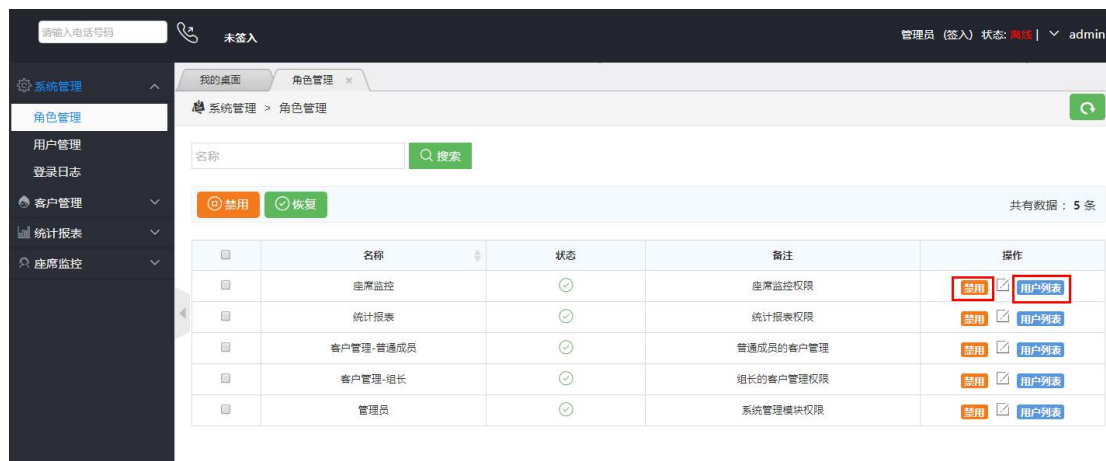 请输入电话号码 未签入 管理员 (签入) 状态: 离线 | admin
系统管理
角色管理
用户管理
登录日志
客户管理
统计报表
座席监控
我的桌面 角色管理 ×
系统管理 > 角色管理
名称 搜索
禁用 恢复 共有数据： 5 条
名称 状态 备注 操作
座席监控 座席监控权限 禁用 用户列表
统计报表 统计报表权限 禁用 用户列表
客户管理-普通成员 普通成员的客户管理 禁用 用户列表
客户管理-组长 组长的客户管理权限 禁用 用户列表
管理员 系统管理模块权限 禁用 用户列表